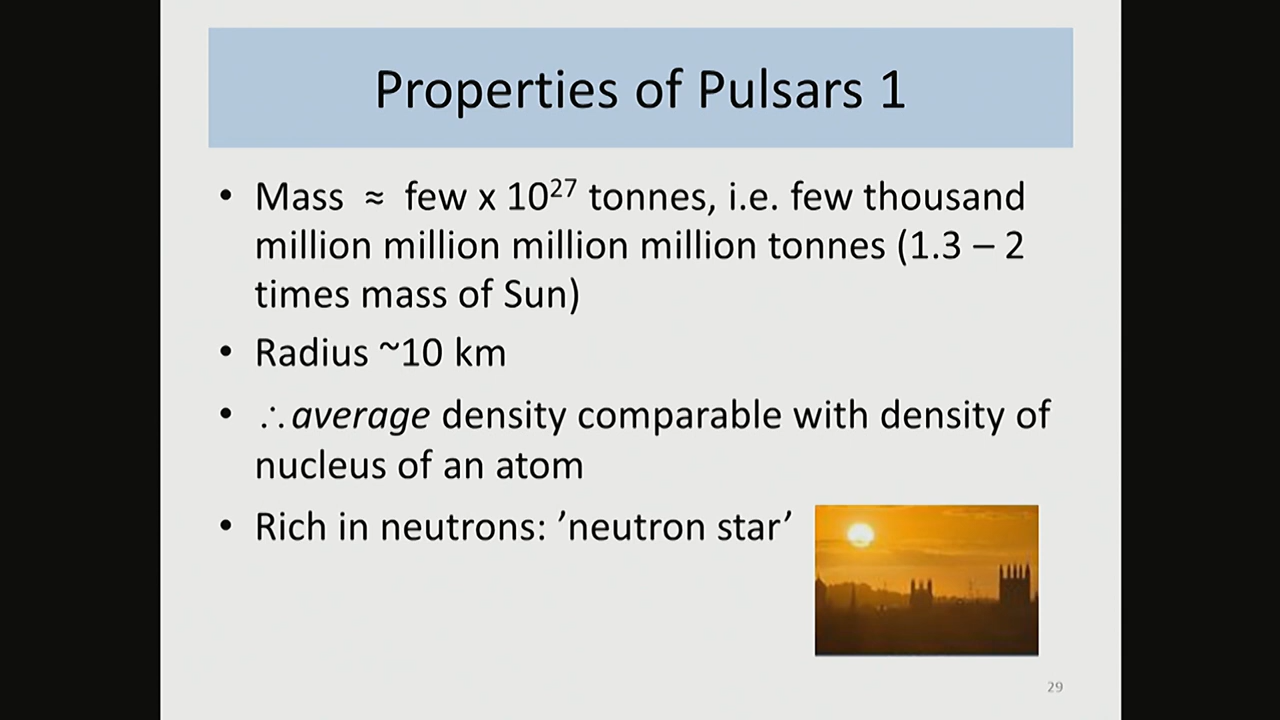 Properties of Pulsars 1
• Mass ≈ few x 10²⁷ tonnes, i.e. few thousand
million million million million tonnes (1.3 – 2
times mass of Sun)
• Radius ~10 km
• ∴average density comparable with density of
nucleus of an atom
• Rich in neutrons: ’neutron star’
29